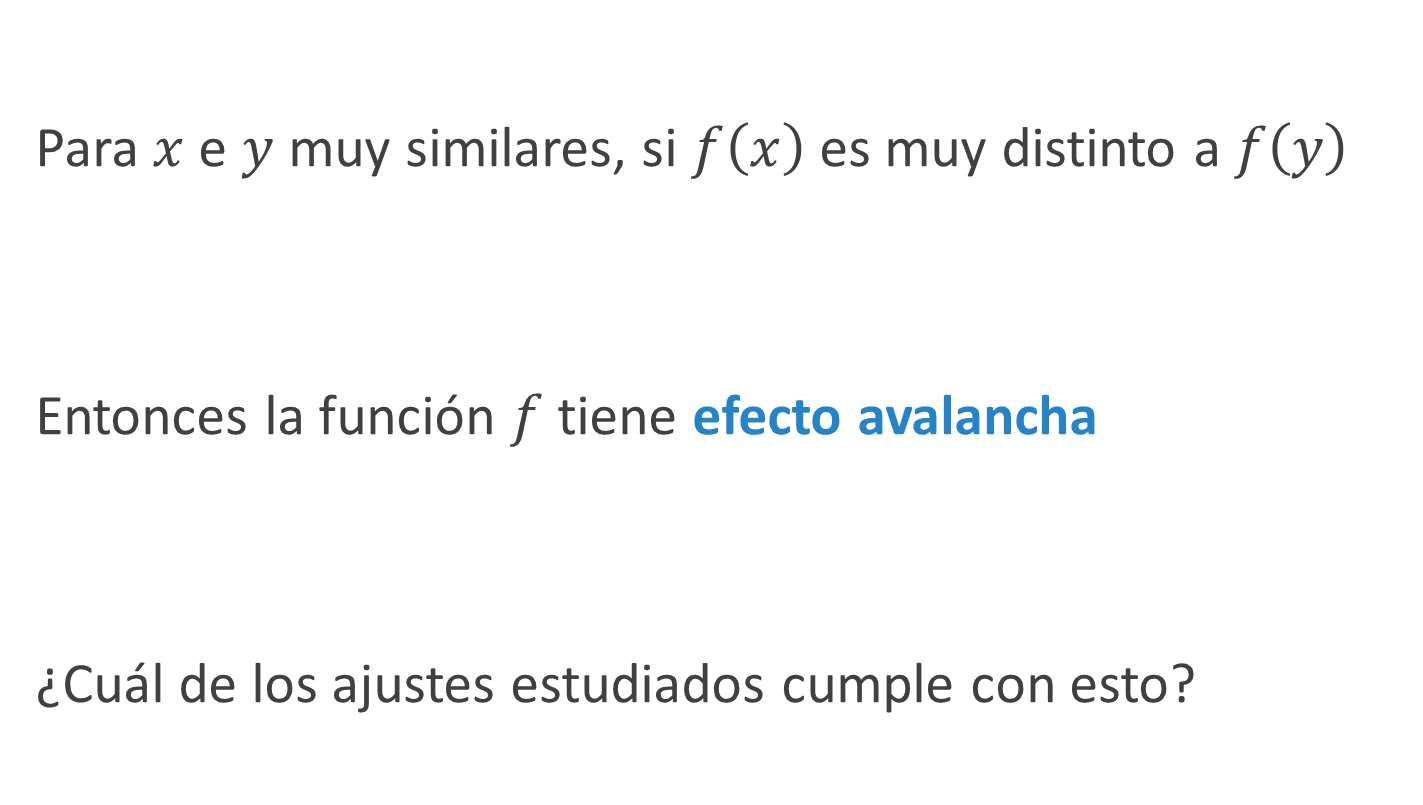 Para 𝑥 e 𝑦 muy similares, si 𝑓(𝑥) es muy distinto a 𝑓(𝑦)
Entonces la función 𝑓 tiene efecto avalancha
¿Cuál de los ajustes estudiados cumple con esto?